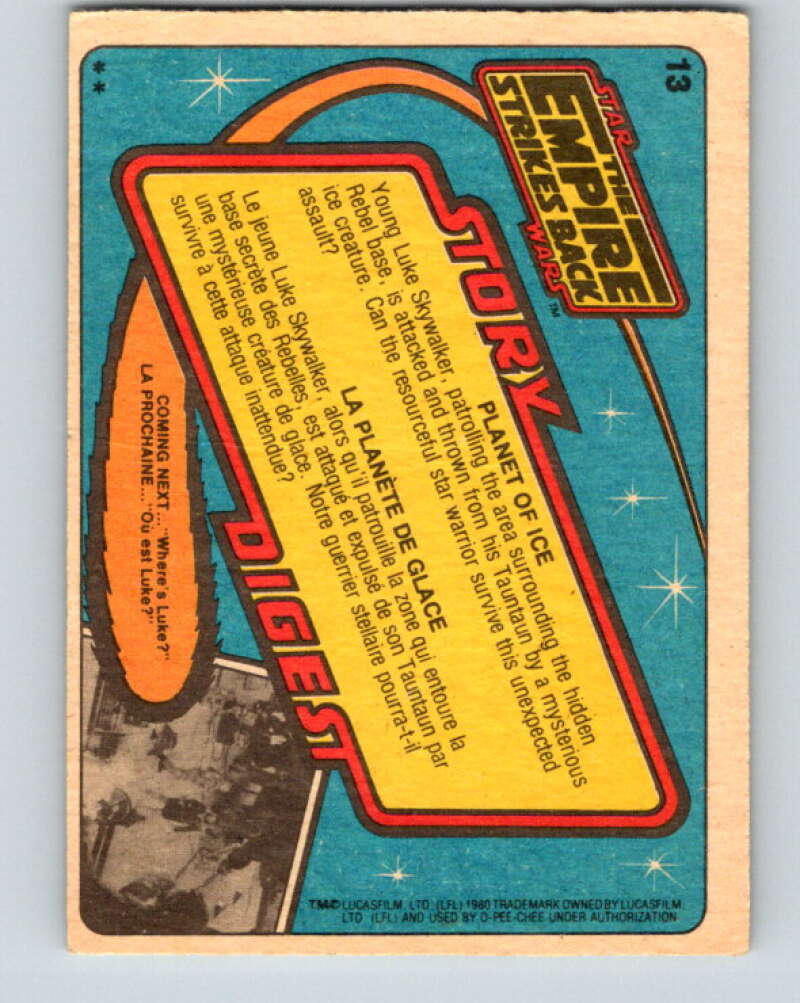 13
STAR
THE
EMPIRE
STRIKES BACK
WARS™
STORY
PLANET OF ICE
Young Luke Skywalker, patrolling the area surrounding the hidden
Rebel base, is attacked and thrown from his Tauntaun by a mysterious
ice creature. Can the resourceful star warrior survive this unexpected
assault?
LA PLANÈTE DE GLACE
Le jeune Luke Skywalker, alors qu'il patrouille la zone qui entoure la
base secrète des Rebelles, est attaqué et expulsé de son Tauntaun par
une mystérieuse créature de glace. Notre guerrier stellaire pourra-t-il
survivre à cette attaque inattendue?
DIGEST
COMING NEXT... "Where's Luke?"
LA PROCHAINE... "Où est Luke?"
**
TM© LUCASFILM, LTD. (LFL) 1980 TRADEMARK OWNED BY LUCASFILM,
LTD (LFL) AND USED BY O-PEE-CHEE UNDER AUTHORIZATION